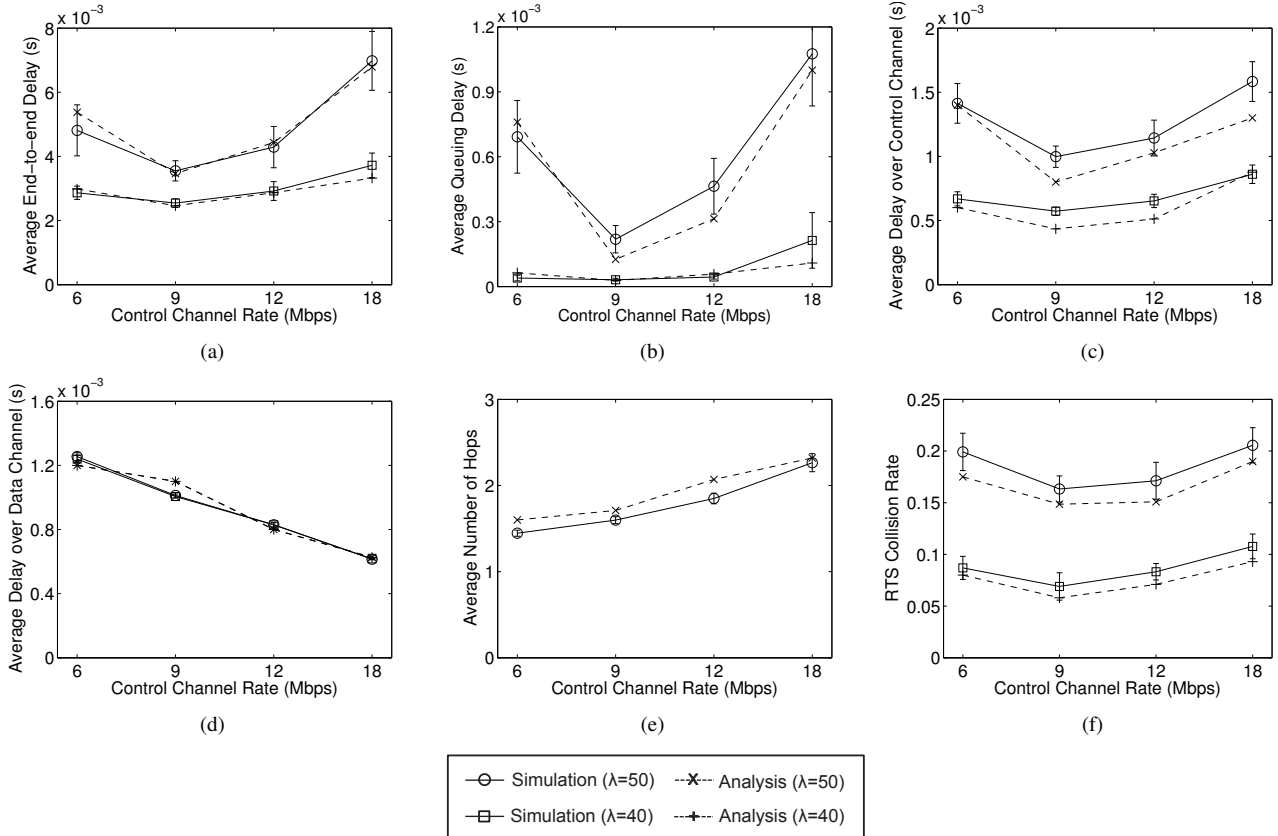 x 10⁻³
Average End−to−end Delay (s)
8
6
4
2
0
6 9 12 18
Control Channel Rate (Mbps)
(a)
x 10⁻³
Average Queuing Delay (s)
1.2
0.9
0.6
0.3
0
6 9 12 18
Control Channel Rate (Mbps)
(b)
x 10⁻³
Average Delay over Control Channel (s)
2
1.5
1
0.5
0
6 9 12 18
Control Channel Rate (Mbps)
(c)
x 10⁻³
Average Delay over Data Channel (s)
1.6
1.2
0.8
0.4
0
6 9 12 18
Control Channel Rate (Mbps)
(d)
Average Number of Hops
3
2
1
0
6 9 12 18
Control Channel Rate (Mbps)
(e)
RTS Collision Rate
0.25
0.2
0.15
0.1
0.05
0
6 9 12 18
Control Channel Rate (Mbps)
(f)
Simulation (λ=50) Analysis (λ=50)
Simulation (λ=40) Analysis (λ=40)